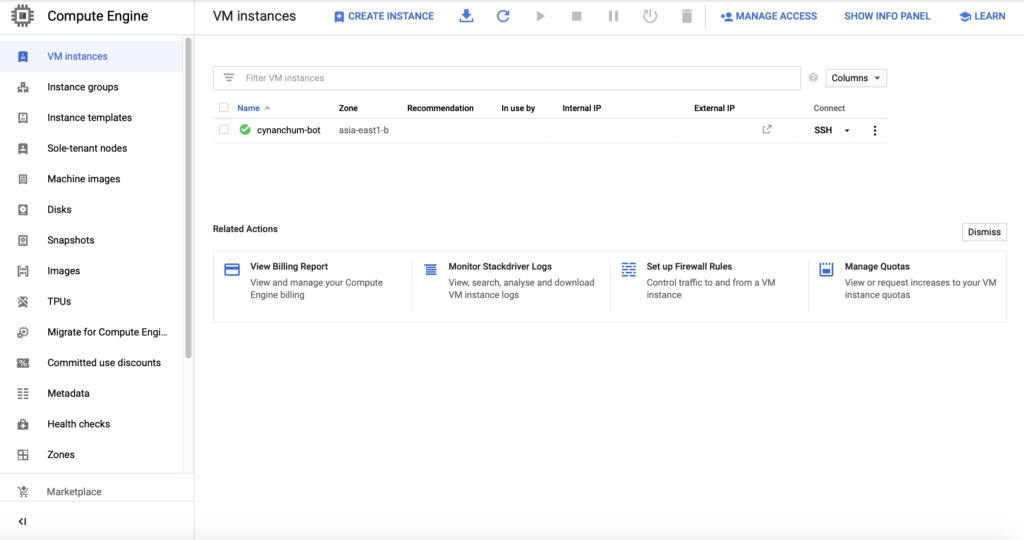 Compute Engine
VM instances
CREATE INSTANCE
MANAGE ACCESS
SHOW INFO PANEL
LEARN
VM instances
Instance groups
Instance templates
Sole-tenant nodes
Machine images
Disks
Snapshots
Images
TPUs
Migrate for Compute Engi...
Committed use discounts
Metadata
Health checks
Zones
Marketplace
Filter VM instances
Columns
Name Zone Recommendation In use by Internal IP External IP Connect
cynanchum-bot asia-east1-b SSH
Related Actions
Dismiss
View Billing Report
View and manage your Compute
Engine billing
Monitor Stackdriver Logs
View, search, analyse and download
VM instance logs
Set up Firewall Rules
Control traffic to and from a VM
instance
Manage Quotas
View or request increases to your VM
instance quotas